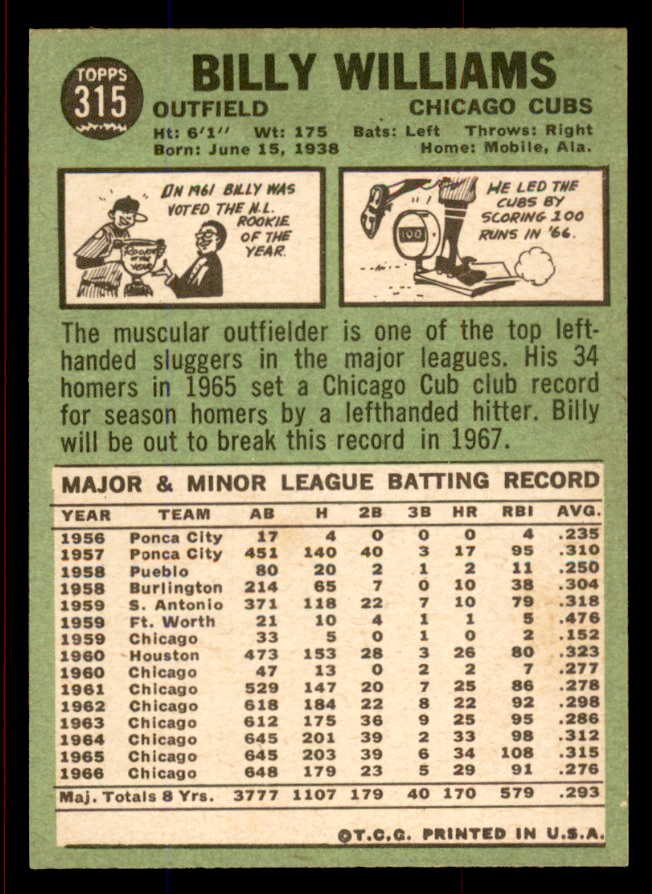 TOPPS
315
BILLY WILLIAMS
OUTFIELD CHICAGO CUBS
Ht: 6'1" Wt: 175 Bats: Left Throws: Right
Born: June 15, 1938 Home: Mobile, Ala.
IN 1961 BILLY WAS
VOTED THE N.L.
ROOKIE
OF THE
YEAR.
ROOKIE
OF THE
YEAR
HE LED THE
CUBS BY
SCORING 100
RUNS IN '66.
100
The muscular outfielder is one of the top left-
handed sluggers in the major leagues. His 34
homers in 1965 set a Chicago Cub club record
for season homers by a lefthanded hitter. Billy
will be out to break this record in 1967.
MAJOR & MINOR LEAGUE BATTING RECORD
YEAR TEAM AB H 2B 3B HR RBI AVG.
1956 Ponca City 17 4 0 0 0 4 .235
1957 Ponca City 451 140 40 3 17 95 .310
1958 Pueblo 80 20 2 1 2 11 .250
1958 Burlington 214 65 7 0 10 38 .304
1959 S. Antonio 371 118 22 7 10 79 .318
1959 Ft. Worth 21 10 4 1 1 5 .476
1959 Chicago 33 5 0 1 0 2 .152
1960 Houston 473 153 28 3 26 80 .323
1960 Chicago 47 13 0 2 2 7 .277
1961 Chicago 529 147 20 7 25 86 .278
1962 Chicago 618 184 22 8 22 92 .298
1963 Chicago 612 175 36 9 25 95 .286
1964 Chicago 645 201 39 2 33 98 .312
1965 Chicago 645 203 39 6 34 108 .315
1966 Chicago 648 179 23 5 29 91 .276
Maj. Totals 8 Yrs. 3777 1107 179 40 170 579 .293
©T.C.G. PRINTED IN U.S.A.